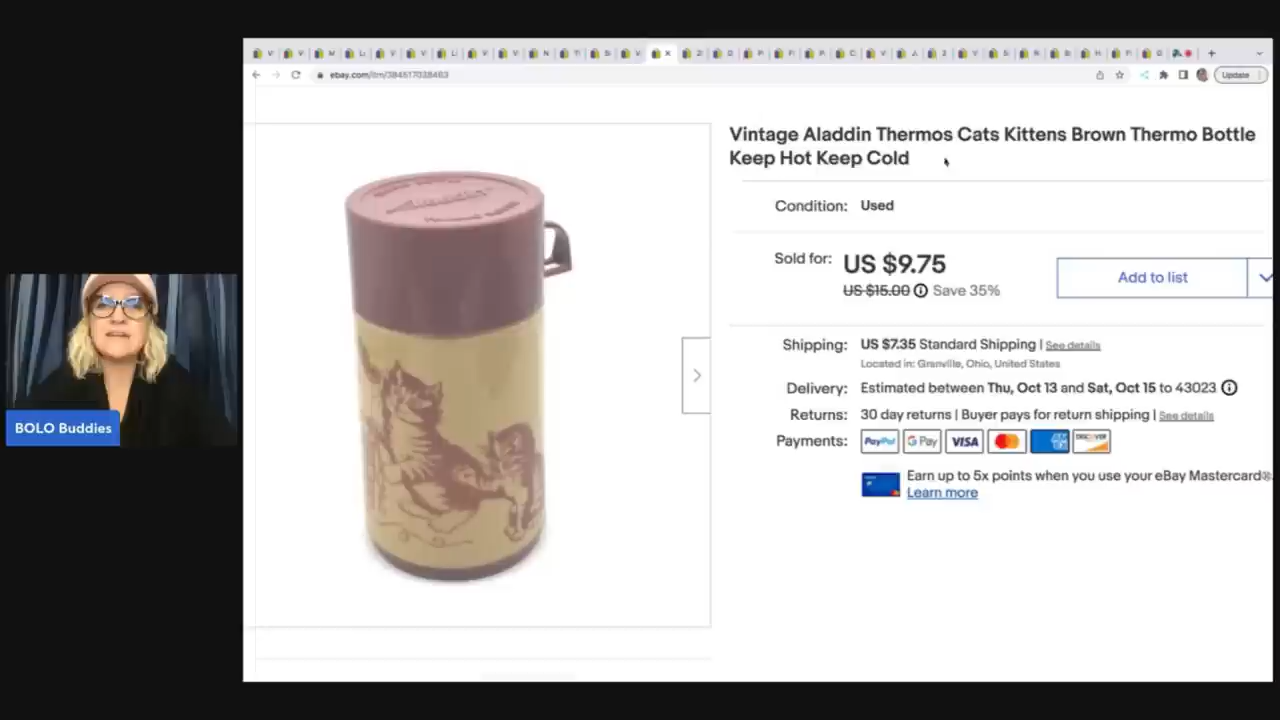 ebay.com/itm/384517038463
Update
Vintage Aladdin Thermos Cats Kittens Brown Thermo Bottle
Keep Hot Keep Cold
Condition: Used
Sold for: US $9.75
US $15.00 Save 35%
Add to list
Shipping: US $7.35 Standard Shipping | See details
Located in: Granville, Ohio, United States
Delivery: Estimated between Thu, Oct 13 and Sat, Oct 15 to 43023
Returns: 30 day returns | Buyer pays for return shipping | See details
Payments: PayPal G Pay VISA DISCOVER
Earn up to 5x points when you use your eBay Mastercard®
Learn more
BOLO Buddies